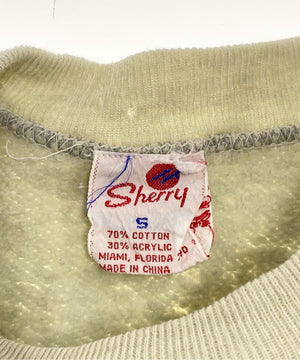 Sherry
S
70% COTTON
30% ACRYLIC
MIAMI, FLORIDA
MADE IN CHINA